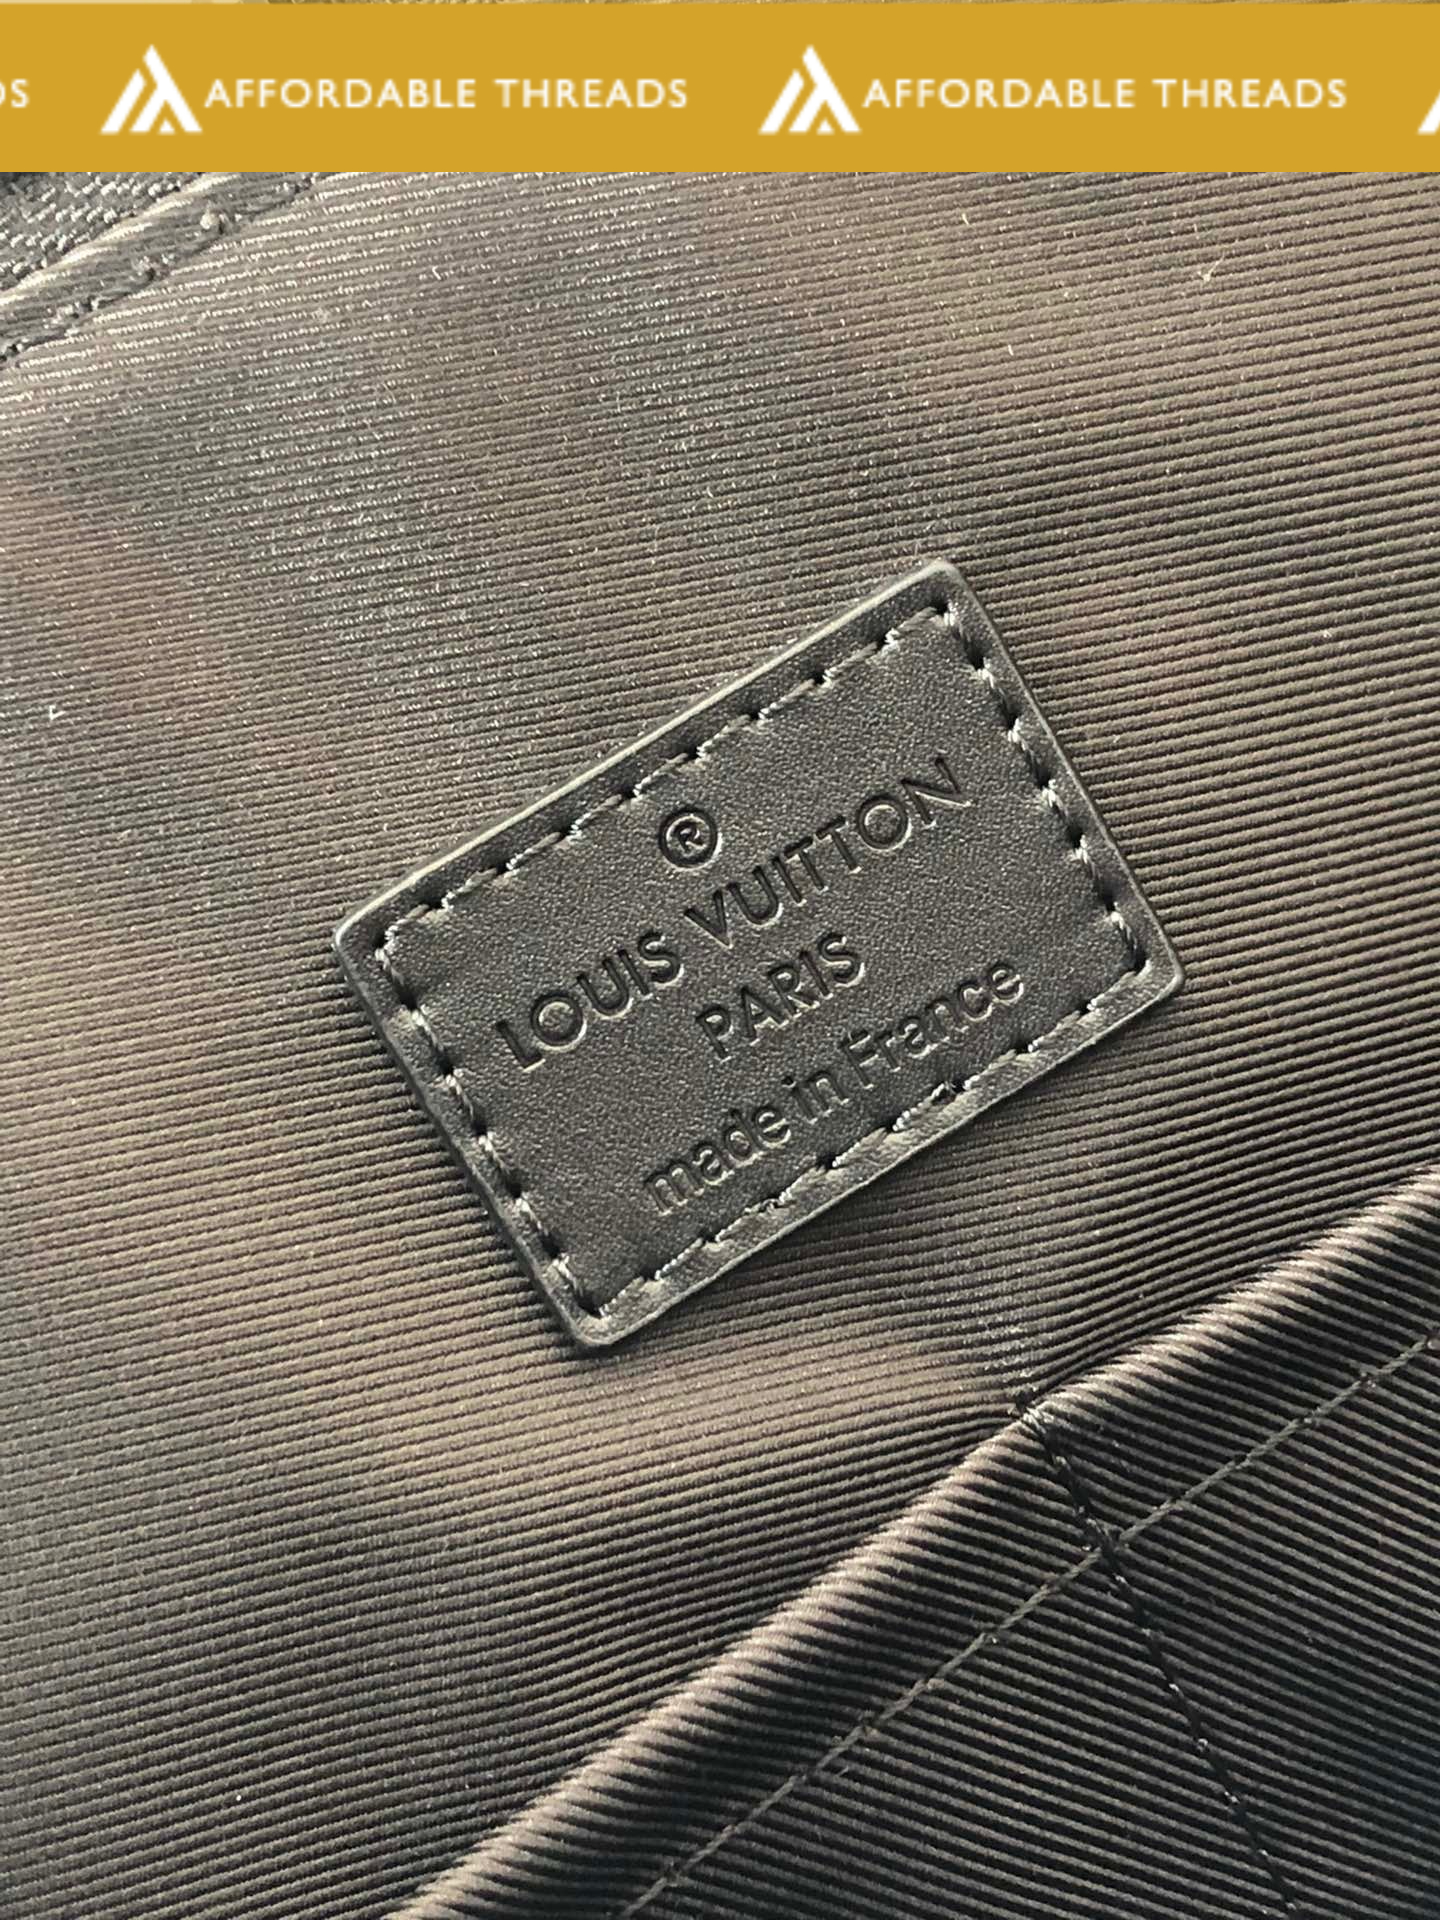 DS AFFORDABLE THREADS AFFORDABLE THREADS
®
LOUIS VUITTON
PARIS
made in France